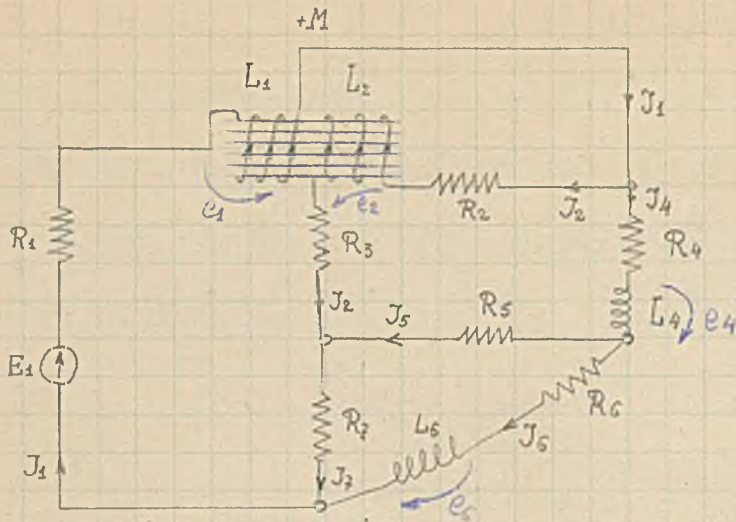 +M
L₁ L₂
J₁
e₁ e₂
R₂ J₂ J₄
R₁ R₃ R₄
J₂ J₅ R₅ L₄ e₄
E₁
R₇ L₆ J₆ R₆
J₁ J₇